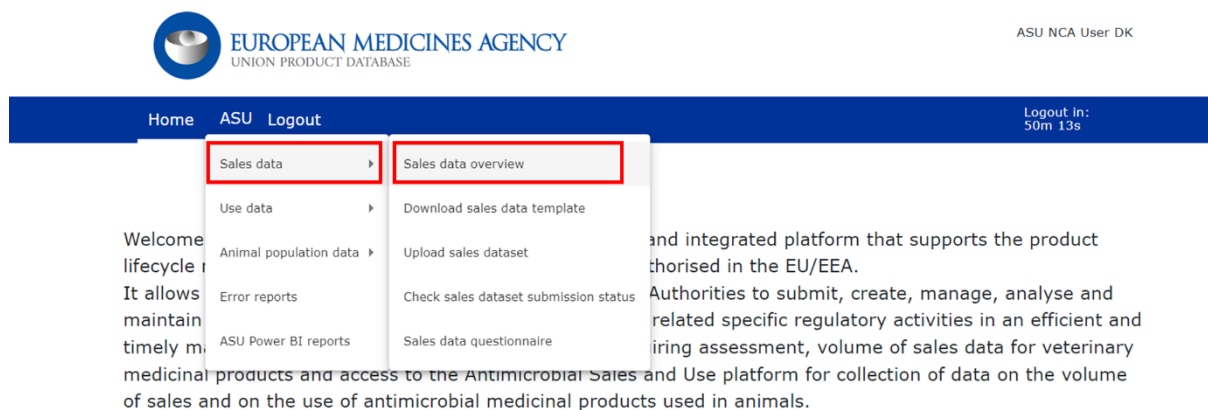 EUROPEAN MEDICINES AGENCY
UNION PRODUCT DATABASE
ASU NCA User DK
Home ASU Logout
Logout in:
50m 13s
Sales data
Sales data overview
Use data
Download sales data template
Animal population data
Upload sales dataset
Error reports
Check sales dataset submission status
ASU Power BI reports
Sales data questionnaire
Welcome and integrated platform that supports the product
lifecycle authorised in the EU/EEA.
It allows Authorities to submit, create, manage, analyse and
maintain related specific regulatory activities in an efficient and
timely assessment, volume of sales data for veterinary
medicinal products and access to the Antimicrobial Sales and Use platform for collection of data on the volume
of sales and on the use of antimicrobial medicinal products used in animals.